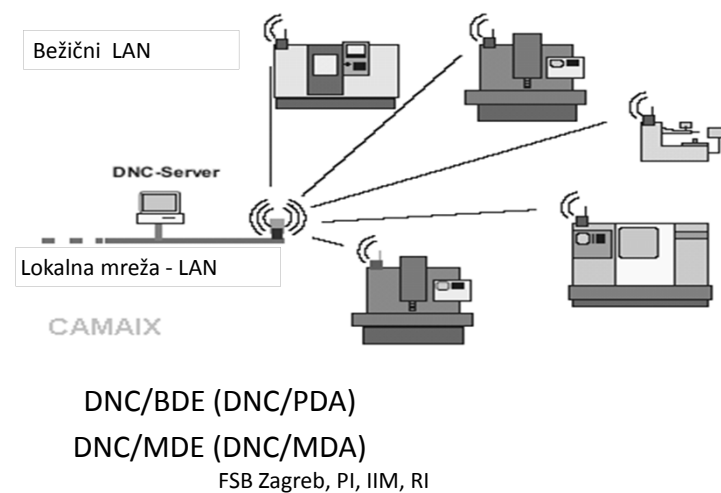 Bežični  LAN
DNC-Server
Lokalna mreža - LAN
CAMAIX
DNC/BDE (DNC/PDA)
DNC/MDE (DNC/MDA)
FSB Zagreb, PI, IIM, RI